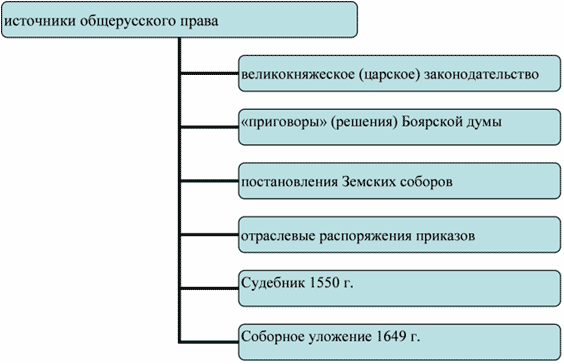 источники общерусского права
великокняжеское (царское) законодательство
«приговоры» (решения) Боярской думы
постановления Земских соборов
отраслевые распоряжения приказов
Судебник 1550 г.
Соборное уложение 1649 г.